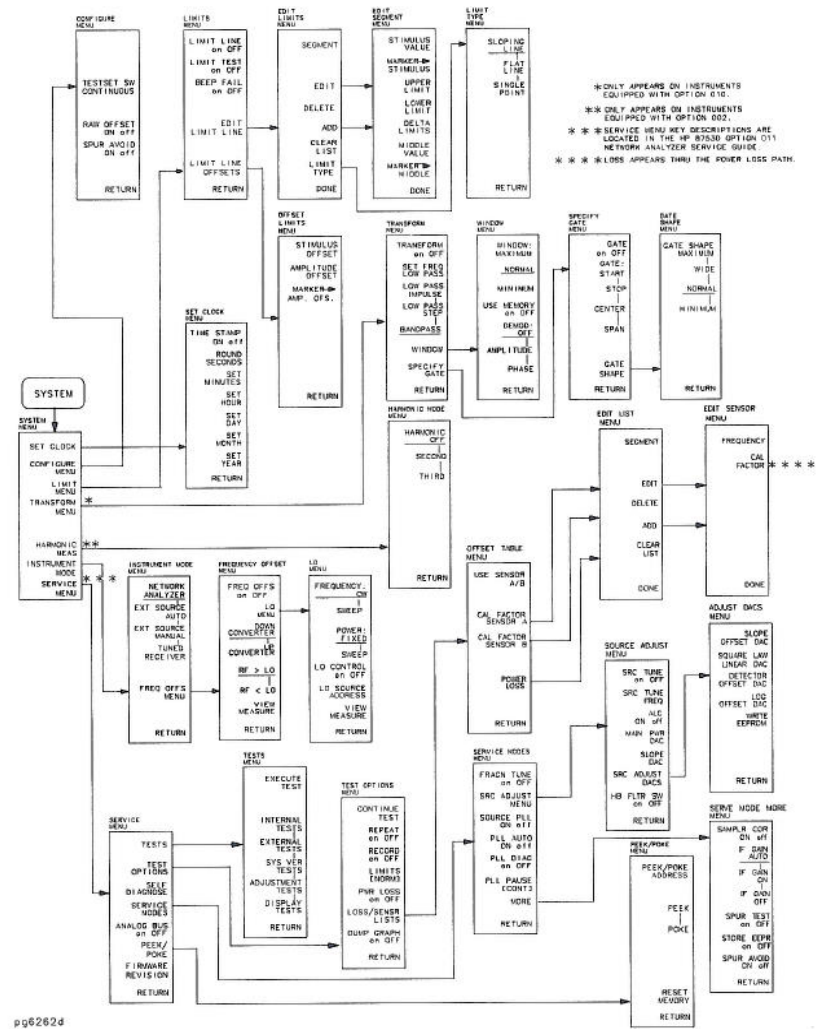 CONFIGURE
MENU
TESTSET SW
CONTINUOUS
RAW OFFSET
ON off
SPUR AVOID
ON off
RETURN
LIMITS
MENU
LIMIT LINE
on OFF
LIMIT TEST
on OFF
BEEP FAIL
on OFF
EDIT
LIMIT LINE
LIMIT LINE
OFFSETS
RETURN
EDIT
LIMITS
MENU
SEGMENT
EDIT
DELETE
ADD
CLEAR
LIST
LIMIT
TYPE
DONE
EDIT
SEGMENT
MENU
STIMULUS
VALUE
MARKER→
STIMULUS
UPPER
LIMIT
LOWER
LIMIT
DELTA
LIMITS
MIDDLE
VALUE
MARKER→
MIDDLE
DONE
LIMIT
TYPE
MENU
SLOPING
LINE
FLAT
LINE
SINGLE
POINT
RETURN
* ONLY APPEARS ON INSTRUMENTS
EQUIPPED WITH OPTION 010.
** ONLY APPEARS ON INSTRUMENTS
EQUIPPED WITH OPTION 002.
* * * SERVICE MENU KEY DESCRIPTIONS ARE
LOCATED IN THE HP 8753D OPTION 011
NETWORK ANALYZER SERVICE GUIDE.
* * * * LOSS APPEARS THRU THE POWER LOSS PATH.
OFFSET
LIMITS
MENU
STIMULUS
OFFSET
AMPLITUDE
OFFSET
MARKER→
AMP. OFS.
RETURN
TRANSFORM
MENU
TRANSFORM
on OFF
SET FREQ
LOW PASS
LOW PASS
IMPULSE
LOW PASS
STEP
BANDPASS
WINDOW
SPECIFY
GATE
RETURN
WINDOW
MENU
WINDOW:
MAXIMUM
NORMAL
MINIMUM
USE MEMORY
on OFF
DEMOD:
OFF
AMPLITUDE
PHASE
RETURN
SPECIFY
GATE
MENU
GATE
on OFF
GATE:
START
STOP
CENTER
SPAN
GATE
SHAPE
RETURN
GATE
SHAPE
MENU
GATE SHAPE
MAXIMUM
WIDE
NORMAL
MINIMUM
RETURN
SET CLOCK
MENU
TIME STAMP
ON off
ROUND
SECONDS
SET
MINUTES
SET
HOUR
SET
DAY
SET
MONTH
SET
YEAR
RETURN
SYSTEM
SYSTEM
MENU
SET CLOCK
CONFIGURE
MENU
LIMIT
MENU
TRANSFORM
MENU
*
HARMONIC
MEAS
**
INSTRUMENT
MODE
SERVICE
MENU
* * *
HARMONIC MODE
MENU
HARMONIC
OFF
SECOND
THIRD
RETURN
EDIT LIST
MENU
SEGMENT
EDIT
DELETE
ADD
CLEAR
LIST
DONE
EDIT SENSOR
MENU
FREQUENCY
CAL
FACTOR
* * * *
DONE
INSTRUMENT MODE
MENU
NETWORK
ANALYZER
EXT SOURCE
AUTO
EXT SOURCE
MANUAL
TUNED
RECEIVER
FREQ OFFS
MENU
RETURN
FREQUENCY OFFSET
MENU
FREQ OFFS
on OFF
LO
MENU
DOWN
CONVERTER
UP
CONVERTER
RF > LO
RF < LO
VIEW
MEASURE
RETURN
LO
MENU
FREQUENCY:
CW
SWEEP
POWER:
FIXED
SWEEP
LO CONTROL
on OFF
LO SOURCE
ADDRESS
VIEW
MEASURE
RETURN
OFFSET TABLE
MENU
USE SENSOR
A/B
CAL FACTOR
SENSOR A
CAL FACTOR
SENSOR B
POWER
LOSS
RETURN
SOURCE ADJUST
MENU
SRC TUNE
on OFF
SRC TUNE
FREQ
ALC
ON off
MAIN PWR
DAC
SLOPE
DAC
SRC ADJUST
DACS
HB FLTR SW
on OFF
RETURN
ADJUST DACS
MENU
SLOPE
OFFSET DAC
SQUARE LAW
LINEAR DAC
DETECTOR
OFFSET DAC
LOG
OFFSET DAC
WRITE
EEPROM
RETURN
SERVICE
MENU
TESTS
TEST
OPTIONS
SELF
DIAGNOSE
SERVICE
MODES
ANALOG BUS
on OFF
PEEK/
POKE
FIRMWARE
REVISION
RETURN
TESTS
MENU
EXECUTE
TEST
INTERNAL
TESTS
EXTERNAL
TESTS
SYS VER
TESTS
ADJUSTMENT
TESTS
DISPLAY
TESTS
RETURN
TEST OPTIONS
MENU
CONTINUE
TEST
REPEAT
on OFF
RECORD
on OFF
LIMITS
[NORM]
PWR LOSS
on OFF
LOSS/SENSR
LISTS
DUMP GRAPH
on OFF
RETURN
SERVICE MODES
MENU
FRACN TUNE
on OFF
SRC ADJUST
MENU
SOURCE PLL
ON off
PLL AUTO
ON off
PLL DIAG
on OFF
PLL PAUSE
[CONT]
MORE
RETURN
PEEK/POKE
MENU
PEEK/POKE
ADDRESS
PEEK
POKE
RESET
MEMORY
RETURN
SERVE MODE MORE
MENU
SAMPLR COR
ON off
IF GAIN
AUTO
IF GAIN
ON
IF GAIN
OFF
SPUR TEST
on OFF
STORE EEPR
on OFF
SPUR AVOID
ON off
RETURN
pg6262d